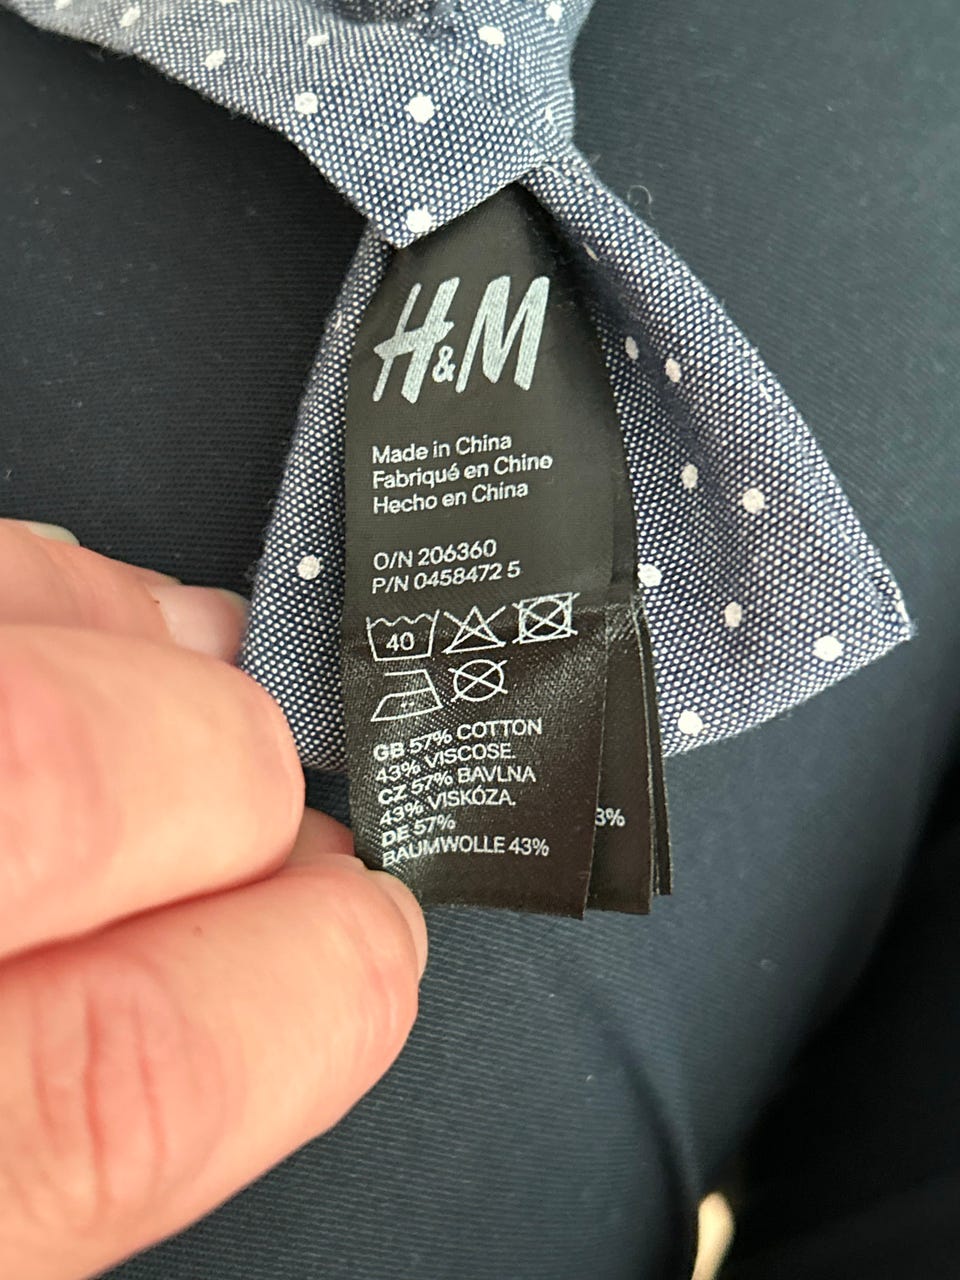 H&M
Made in China
Fabriqué en Chine
Hecho en China
O/N 206360
P/N 0458472 5
40
GB 57% COTTON
43% VISCOSE.
CZ 57% BAVLNA
43% VISKÓZA.
DE 57%
BAUMWOLLE 43%
3%